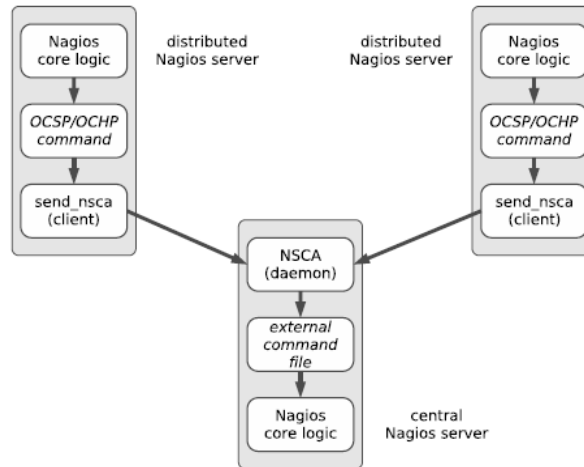 Nagios
core logic
distributed
Nagios server
OCSP/OCHP
command
send_nsca
(client)
distributed
Nagios server
Nagios
core logic
OCSP/OCHP
command
send_nsca
(client)
NSCA
(daemon)
external
command
file
Nagios
core logic
central
Nagios server